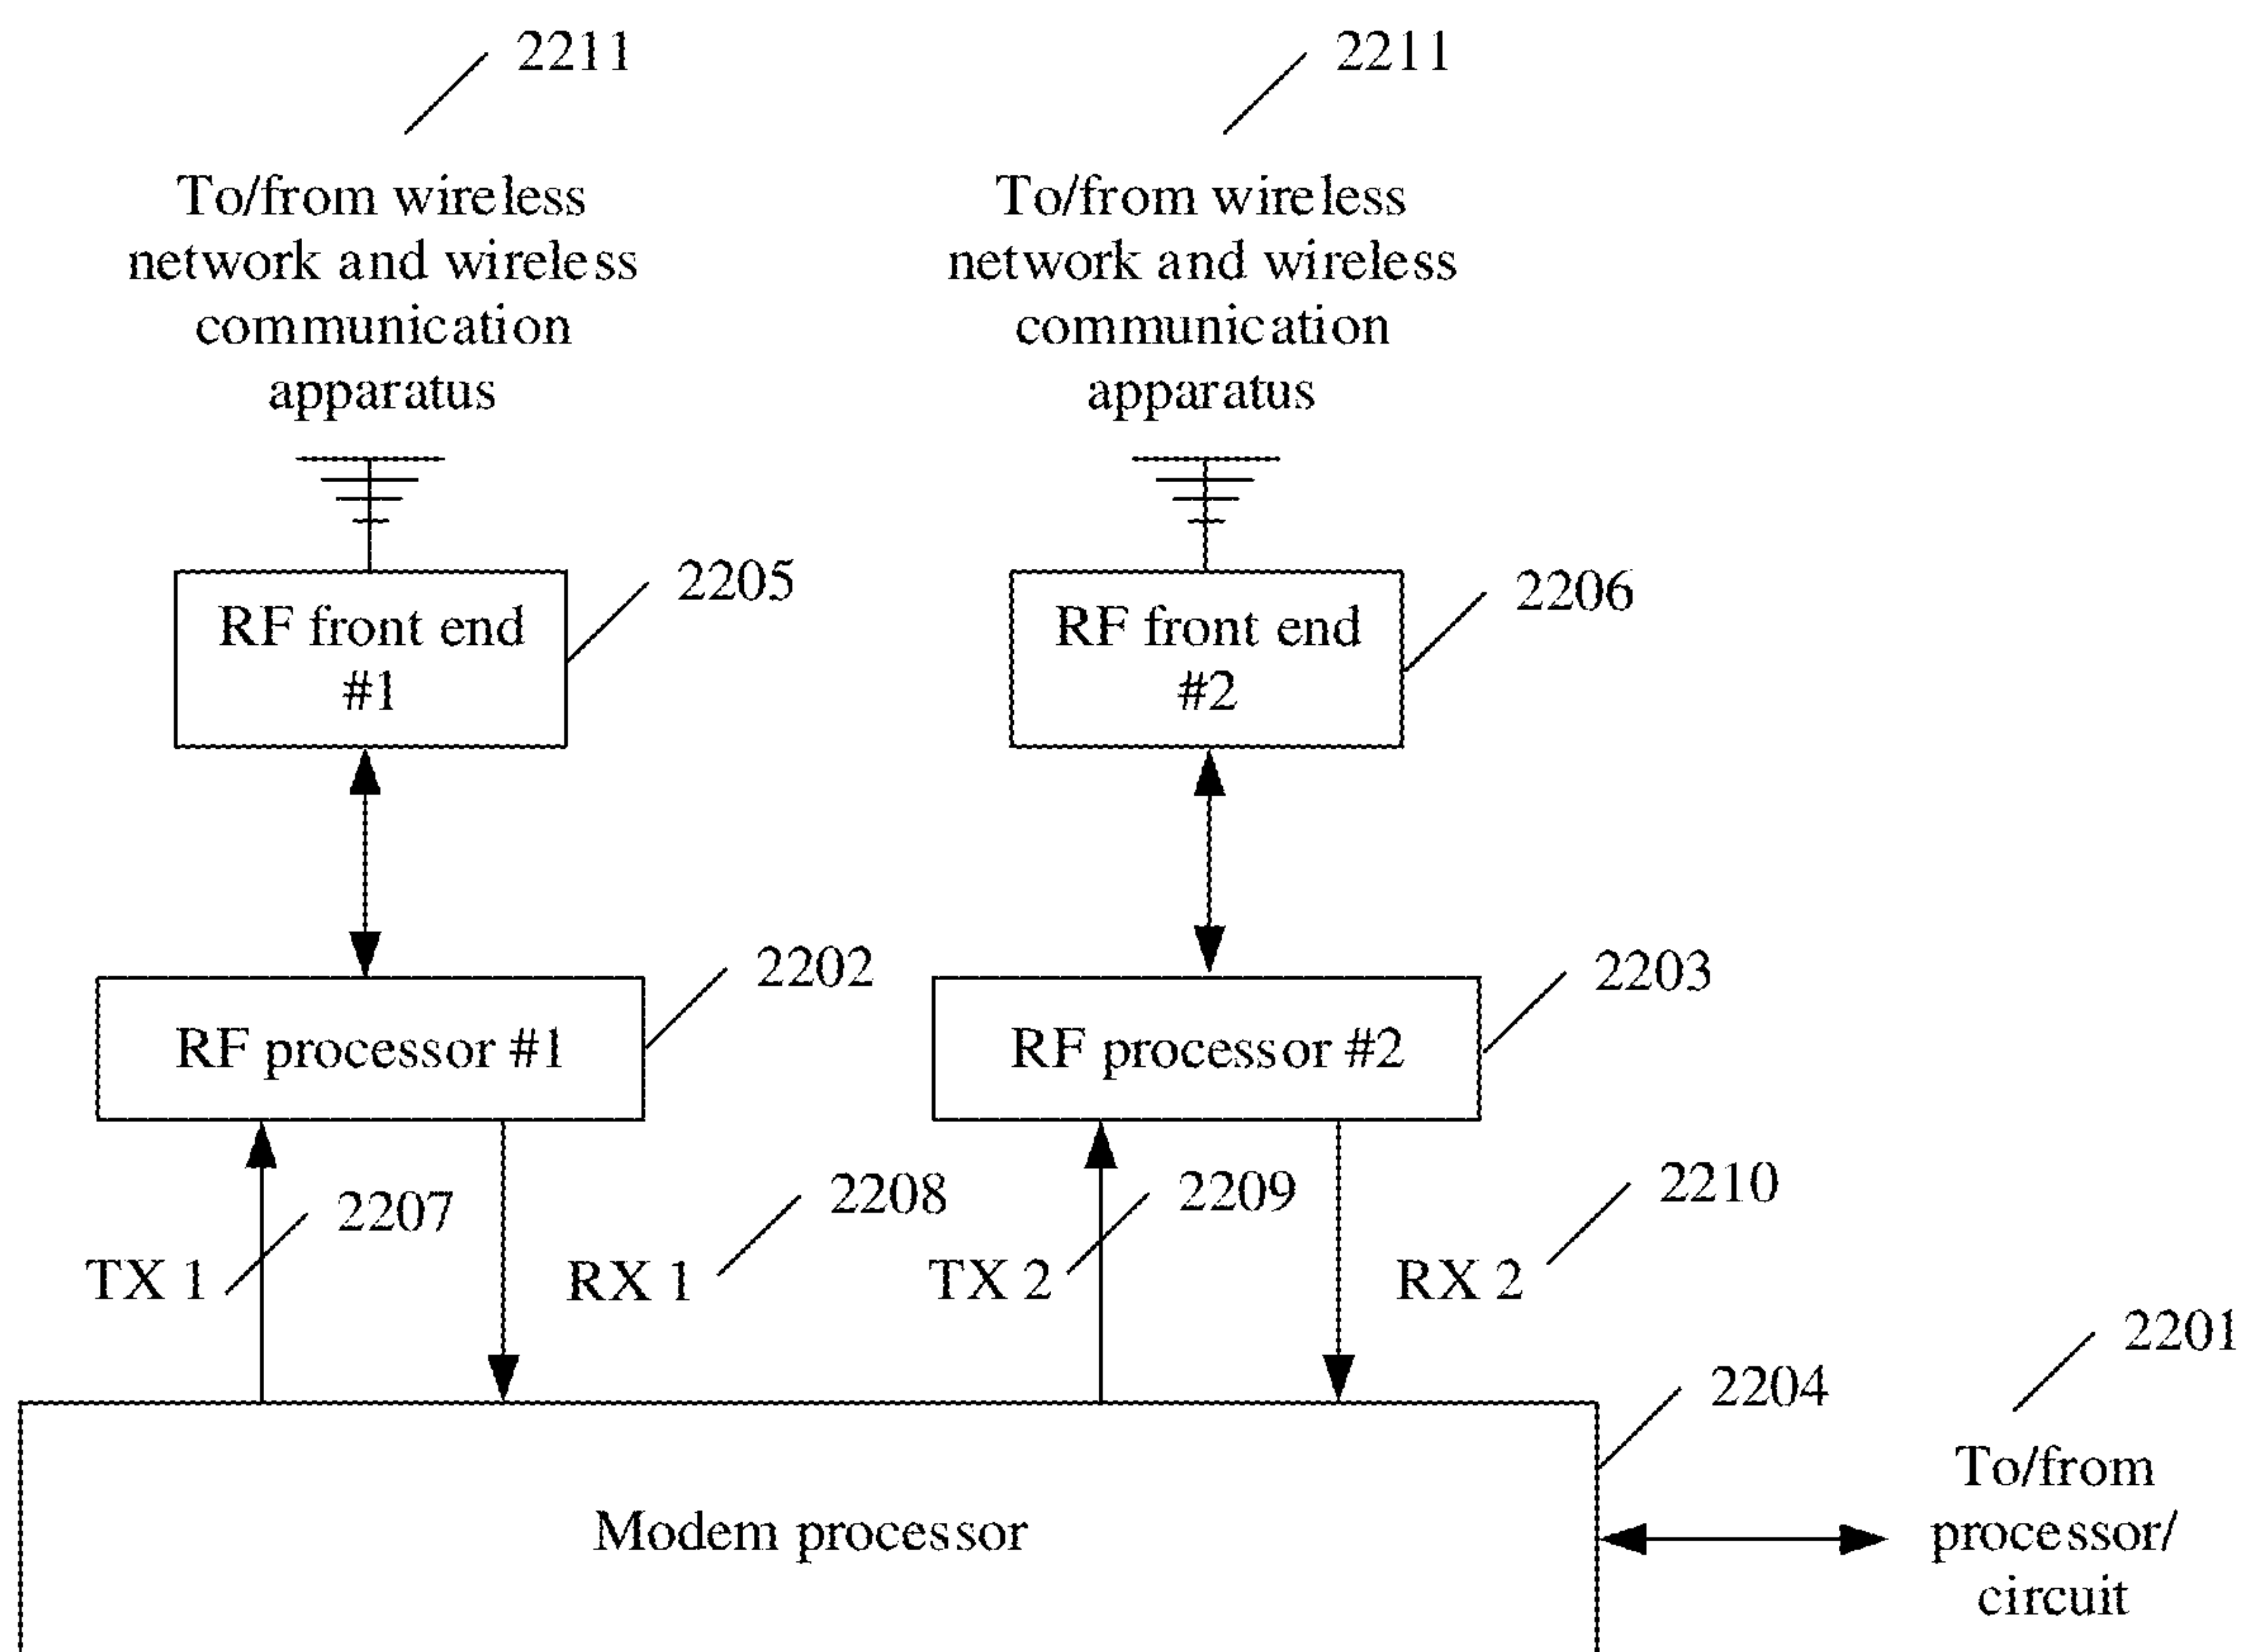 2211
2211
To/from wireless
network and wireless
communication
apparatus
To/from wireless
network and wireless
communication
apparatus
RF front end
#1
2205
RF front end
#2
2206
RF processor #1
2202
RF processor #2
2203
TX 1
2207
RX 1
2208
TX 2
2209
RX 2
2210
2201
2204
Modem processor
To/from
processor/
circuit